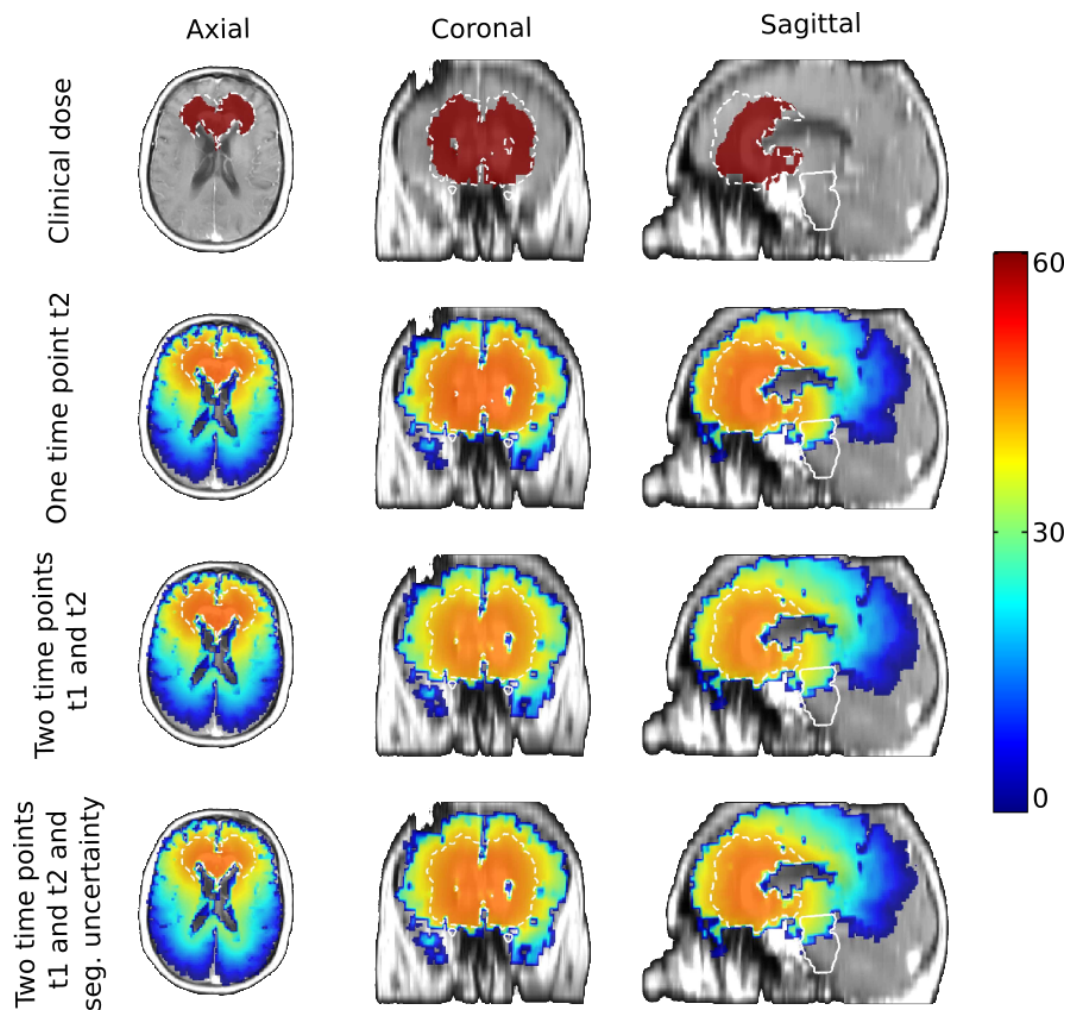 Axial
Coronal
Sagittal
Clinical dose
One time point t2
Two time points
t1 and t2
Two time points
t1 and t2 and
seg. uncertainty
60
30
0